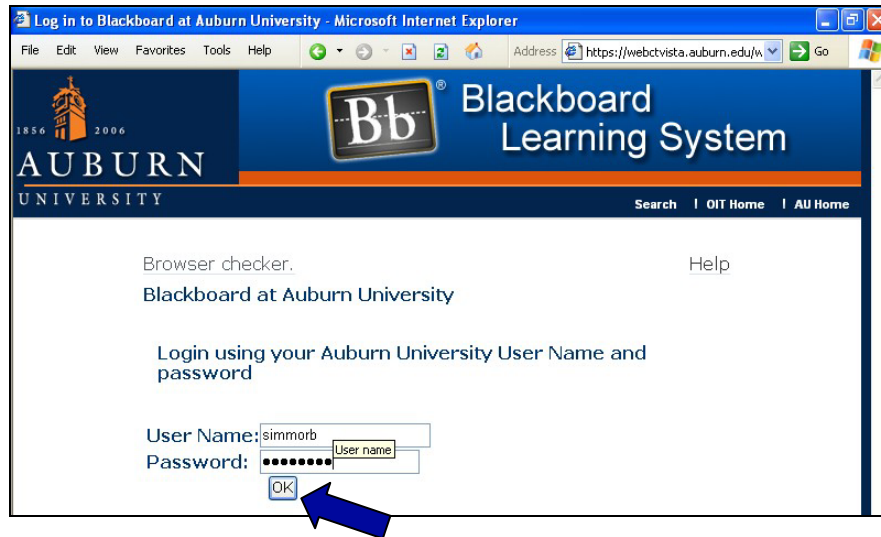 Log in to Blackboard at Auburn University - Microsoft Internet Explorer
File Edit View Favorites Tools Help Address https://webctvista.auburn.edu/w Go
Bb ® Blackboard
Learning System
1856 2006
AUBURN
UNIVERSITY
Search | OIT Home | AU Home
Browser checker. Help
Blackboard at Auburn University
Login using your Auburn University User Name and
password
User Name: simmorb
User name
Password: ••••••••
OK